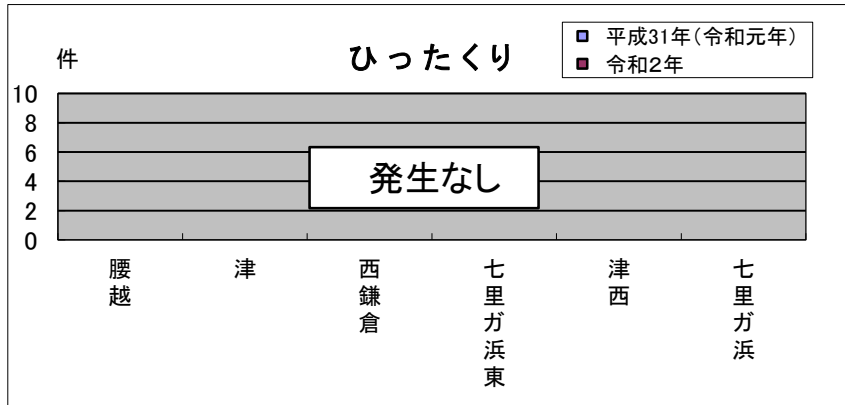 ひったくり
平成31年(令和元年)
令和2年
件
10
8
6
4
2
0
発生なし
腰越
津
西鎌倉
七里ガ浜東
津西
七里ガ浜